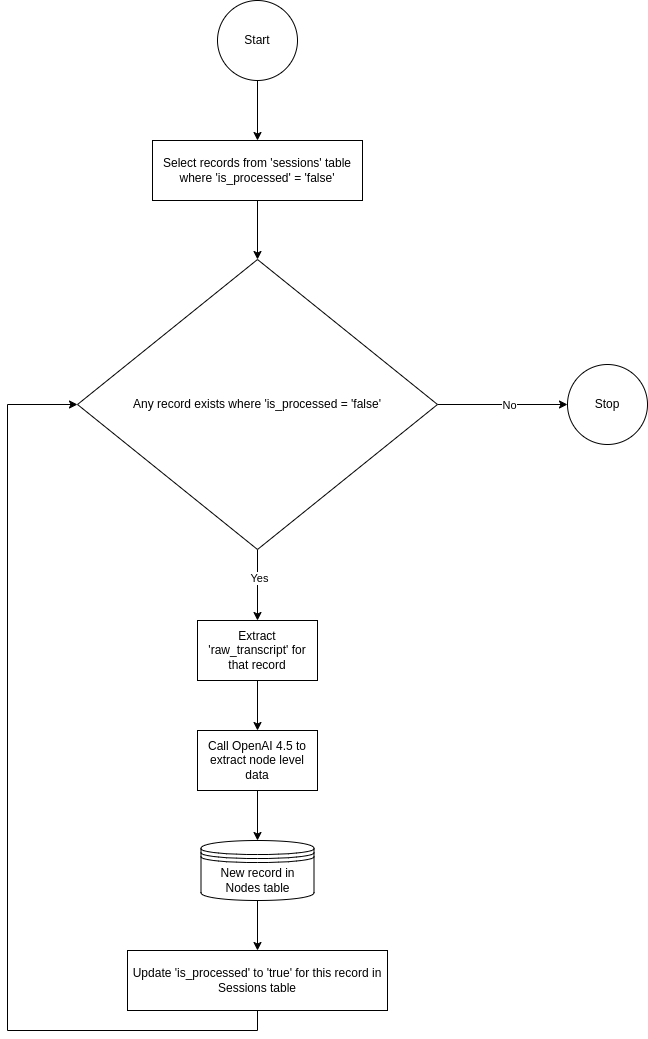 Start
Select records from 'sessions' table
where 'is_processed' = 'false'
Any record exists where 'is_processed = 'false'
No
Stop
Yes
Extract
'raw_transcript' for
that record
Call OpenAI 4.5 to
extract node level
data
New record in
Nodes table
Update 'is_processed' to 'true' for this record in
Sessions table